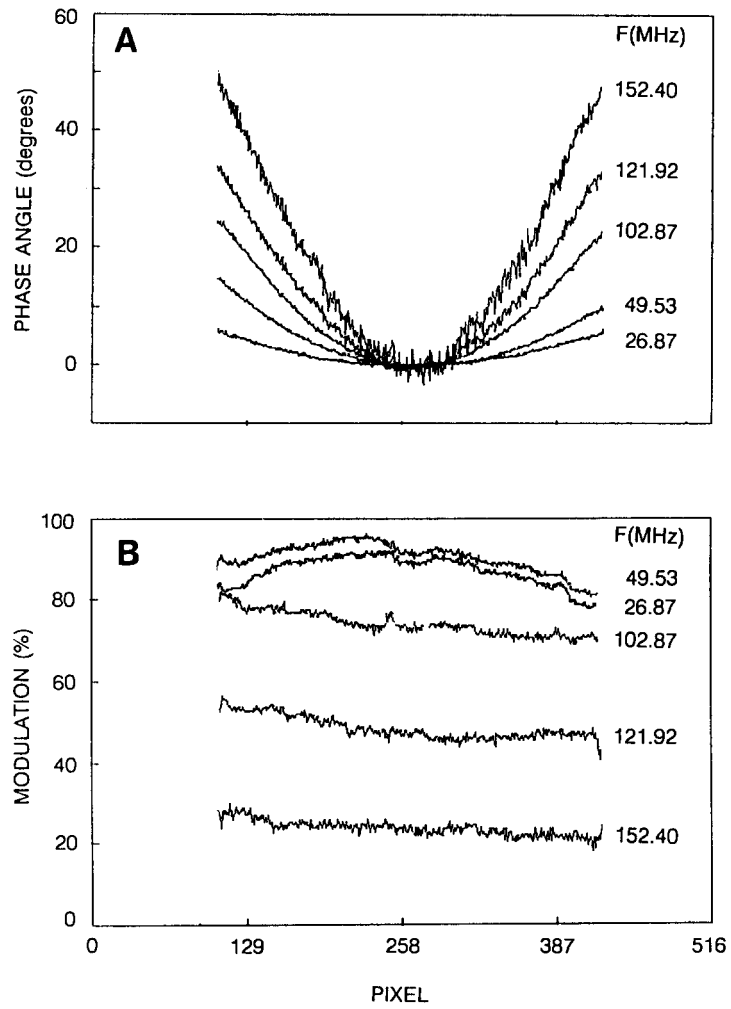 A
F(MHz)
60
40
20
0
PHASE ANGLE (degrees)
152.40
121.92
102.87
49.53
26.87
B
F(MHz)
100
80
60
40
20
0
MODULATION (%)
49.53
26.87
102.87
121.92
152.40
0 129 258 387 516
PIXEL